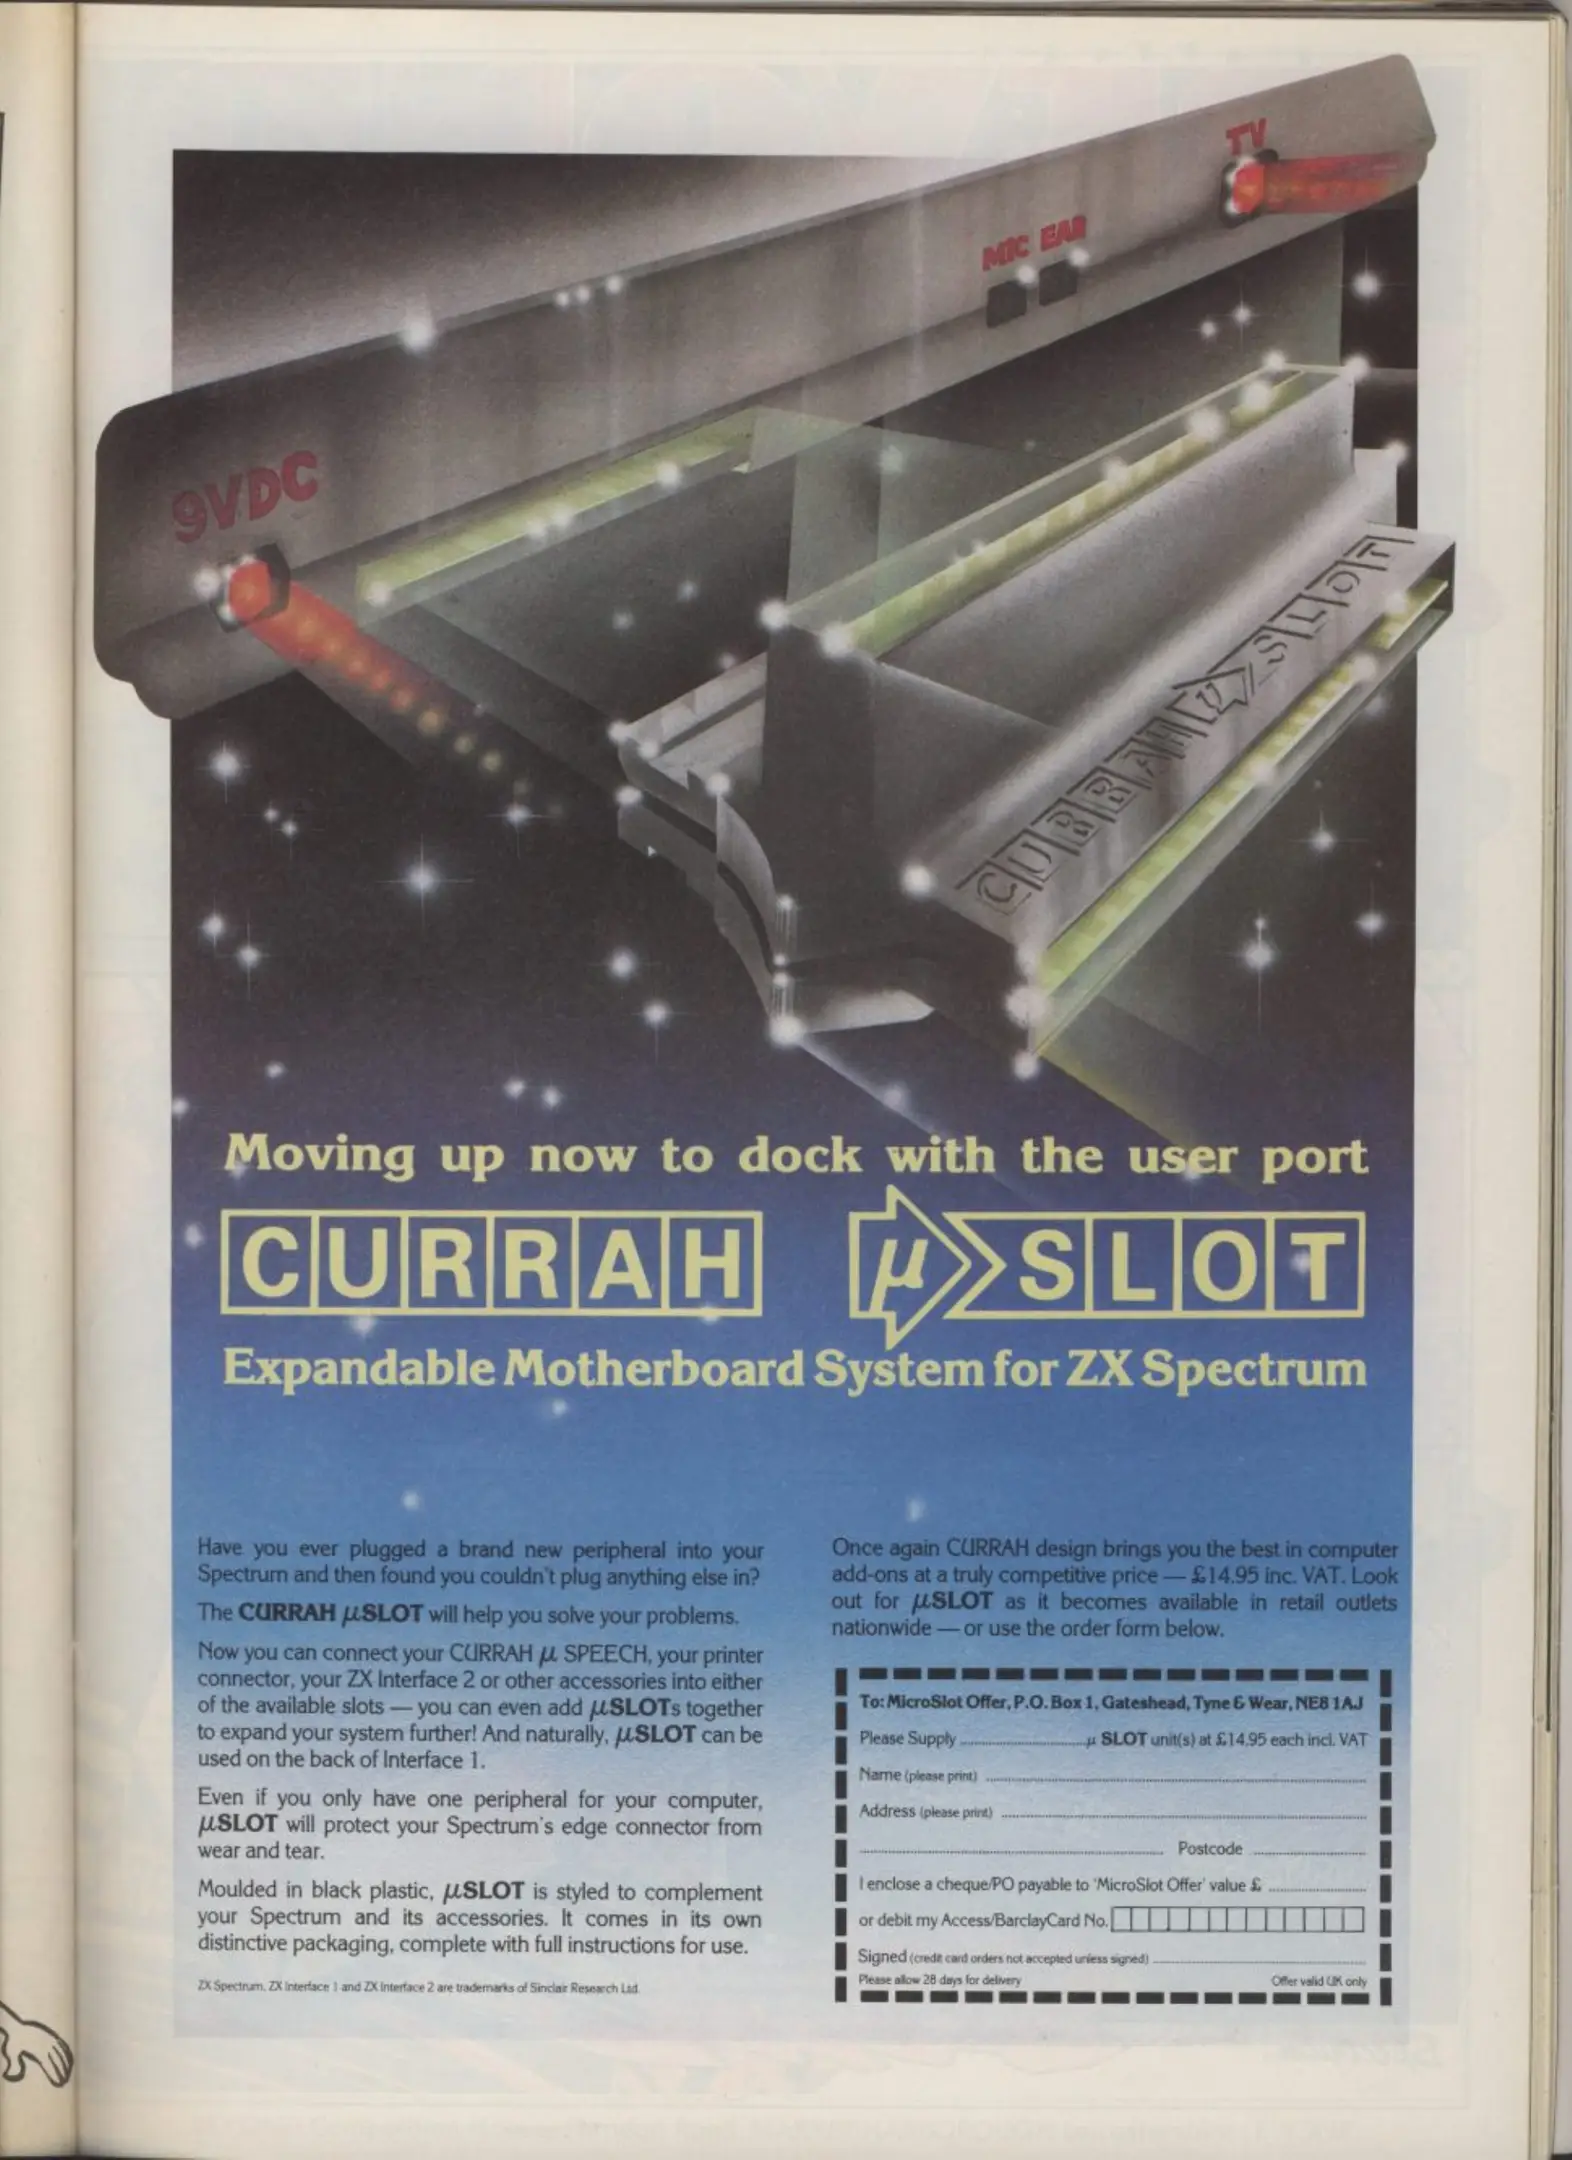 TV
MIC EAR
9VDC
CURRAH μ SLOT
Moving up now to dock with the user port
CURRAH μ SLOT
Expandable Motherboard System for ZX Spectrum
Have you ever plugged a brand new peripheral into your
Spectrum and then found you couldn't plug anything else in?
The CURRAH μSLOT will help you solve your problems.
Now you can connect your CURRAH μ SPEECH, your printer
connector, your ZX Interface 2 or other accessories into either
of the available slots — you can even add μSLOTs together
to expand your system further! And naturally, μSLOT can be
used on the back of Interface 1.
Even if you only have one peripheral for your computer,
μSLOT will protect your Spectrum's edge connector from
wear and tear.
Moulded in black plastic, μSLOT is styled to complement
your Spectrum and its accessories. It comes in its own
distinctive packaging, complete with full instructions for use.
ZX Spectrum, ZX Interface 1 and ZX Interface 2 are trademarks of Sinclair Research Ltd.
Once again CURRAH design brings you the best in computer
add-ons at a truly competitive price — £14.95 inc. VAT. Look
out for μSLOT as it becomes available in retail outlets
nationwide — or use the order form below.
To: MicroSlot Offer, P.O. Box 1, Gateshead, Tyne & Wear, NE8 1AJ
Please Supply ........ μ SLOT unit(s) at £14.95 each incl. VAT
Name (please print) ........
Address (please print) ........
........ Postcode ........
I enclose a cheque/PO payable to 'MicroSlot Offer' value £ ........
or debit my Access/BarclayCard No.
Signed (credit card orders not accepted unless signed) ........
Please allow 28 days for delivery Offer valid UK only